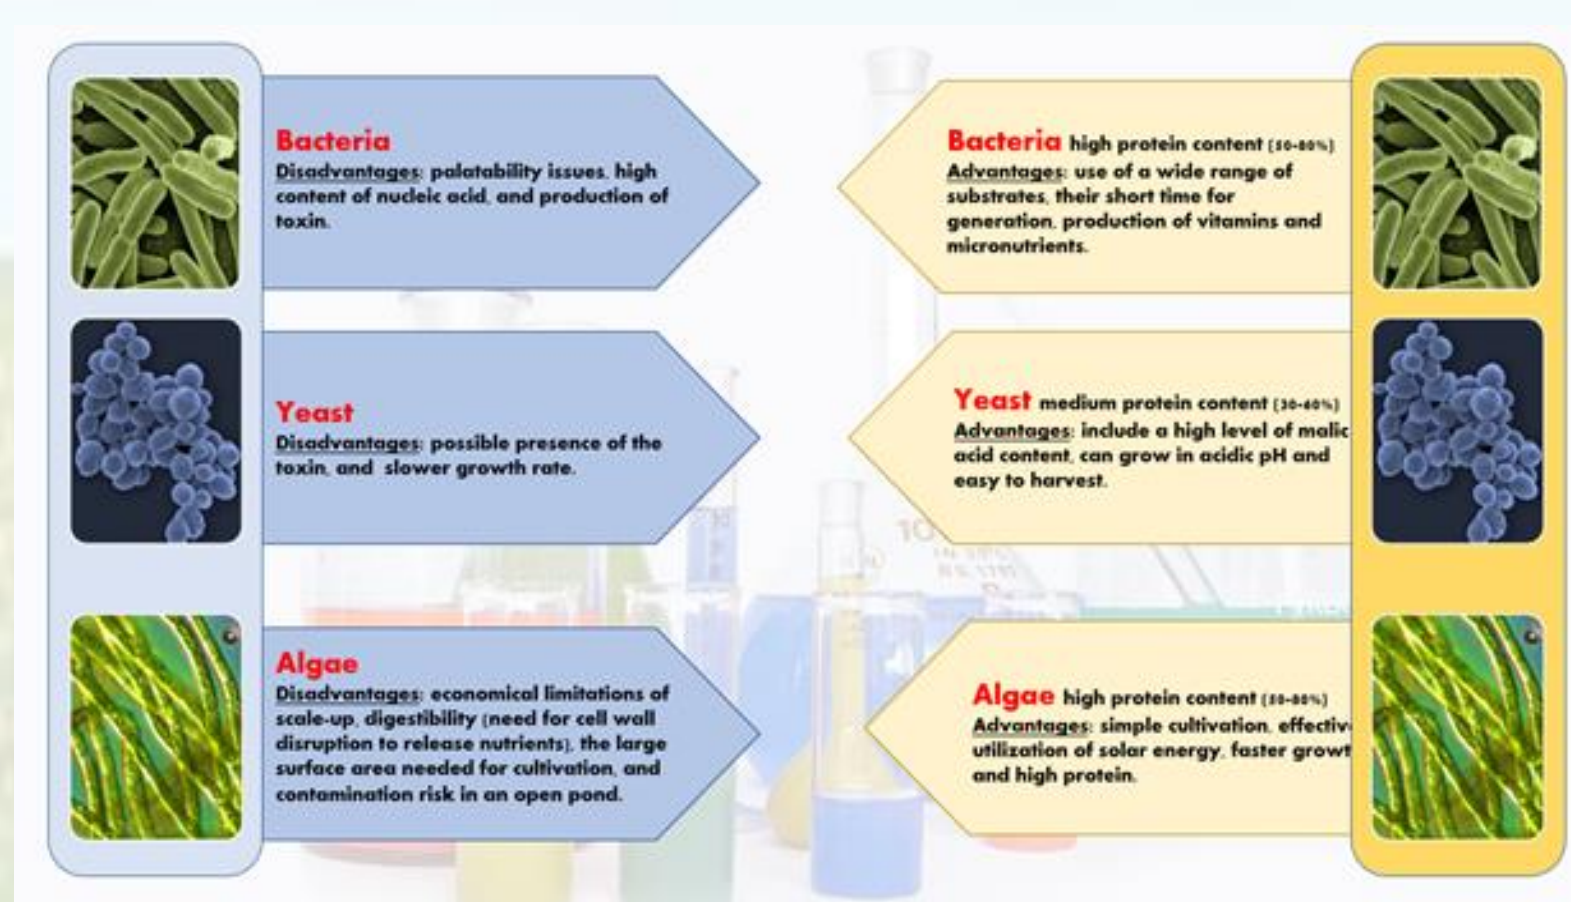 Bacteria
Disadvantages: palatability issues, high
content of nucleic acid, and production of
toxin.
Yeast
Disadvantages: possible presence of the
toxin, and slower growth rate.
Algae
Disadvantages: economical limitations of
scale-up, digestibility (need for cell wall
disruption to release nutrients), the large
surface area needed for cultivation, and
contamination risk in an open pond.
Bacteria high protein content (50-80%)
Advantages: use of a wide range of
substrates, their short time for
generation, production of vitamins and
micronutrients.
Yeast medium protein content (30-60%)
Advantages: include a high level of malic
acid content, can grow in acidic pH and
easy to harvest.
Algae high protein content (50-80%)
Advantages: simple cultivation, effectiv
utilization of solar energy, faster growt
and high protein.